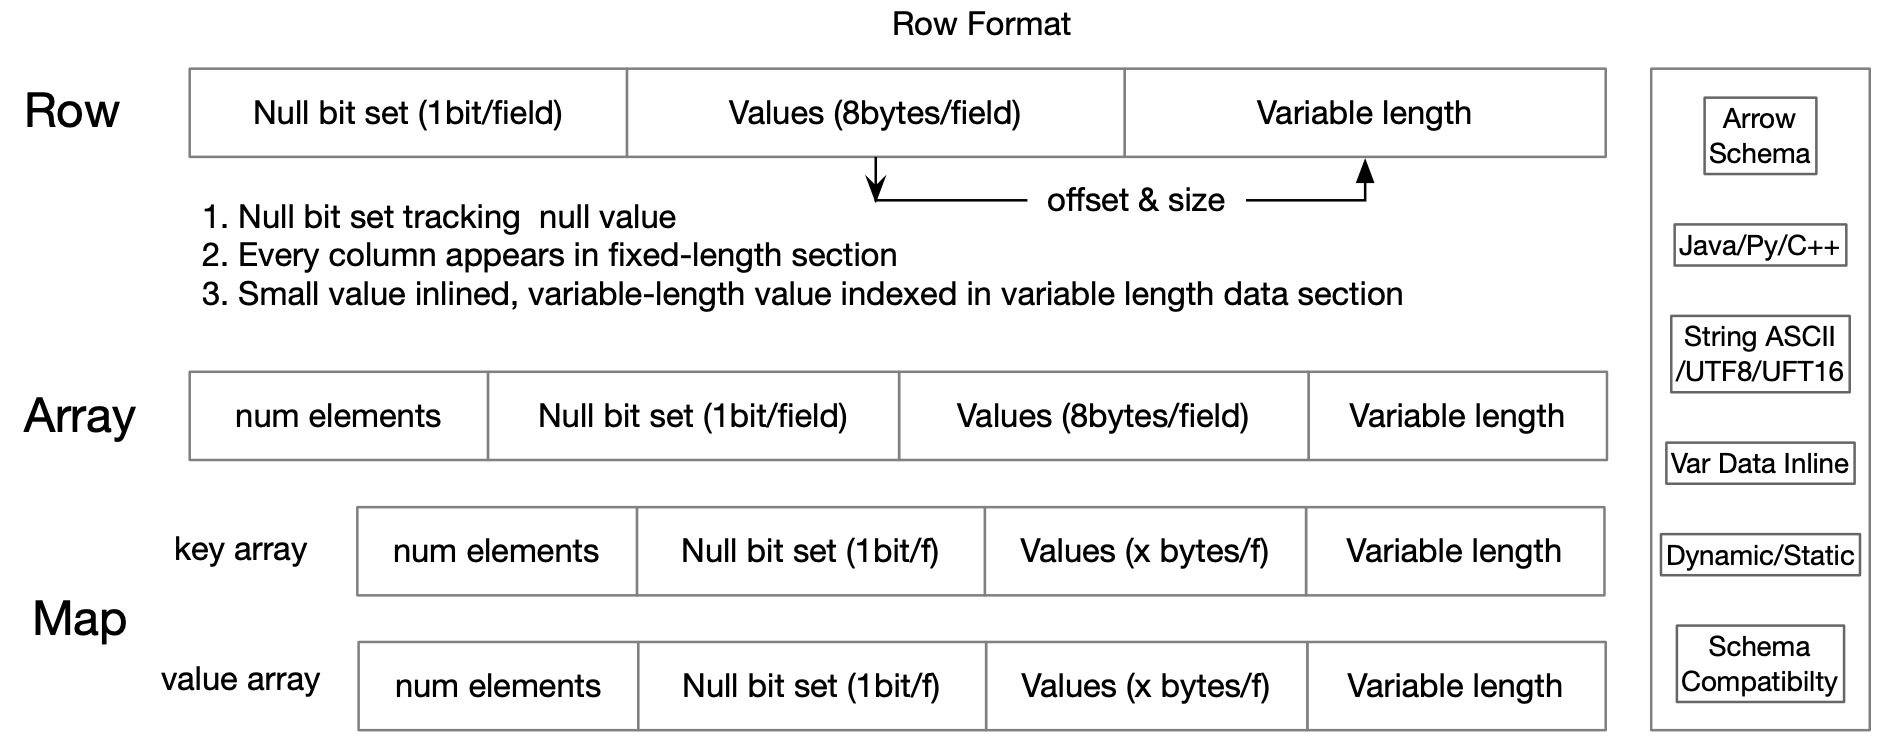 Row Format
Row
Null bit set (1bit/field)
Values (8bytes/field)
Variable length
offset & size
1. Null bit set tracking  null value
2. Every column appears in fixed-length section
3. Small value inlined, variable-length value indexed in variable length data section
Array
num elements
Null bit set (1bit/field)
Values (8bytes/field)
Variable length
Map
key array
num elements
Null bit set (1bit/f)
Values (x bytes/f)
Variable length
value array
num elements
Null bit set (1bit/f)
Values (x bytes/f)
Variable length
Arrow
Schema
Java/Py/C++
String ASCII
/UTF8/UFT16
Var Data Inline
Dynamic/Static
Schema
Compatibilty